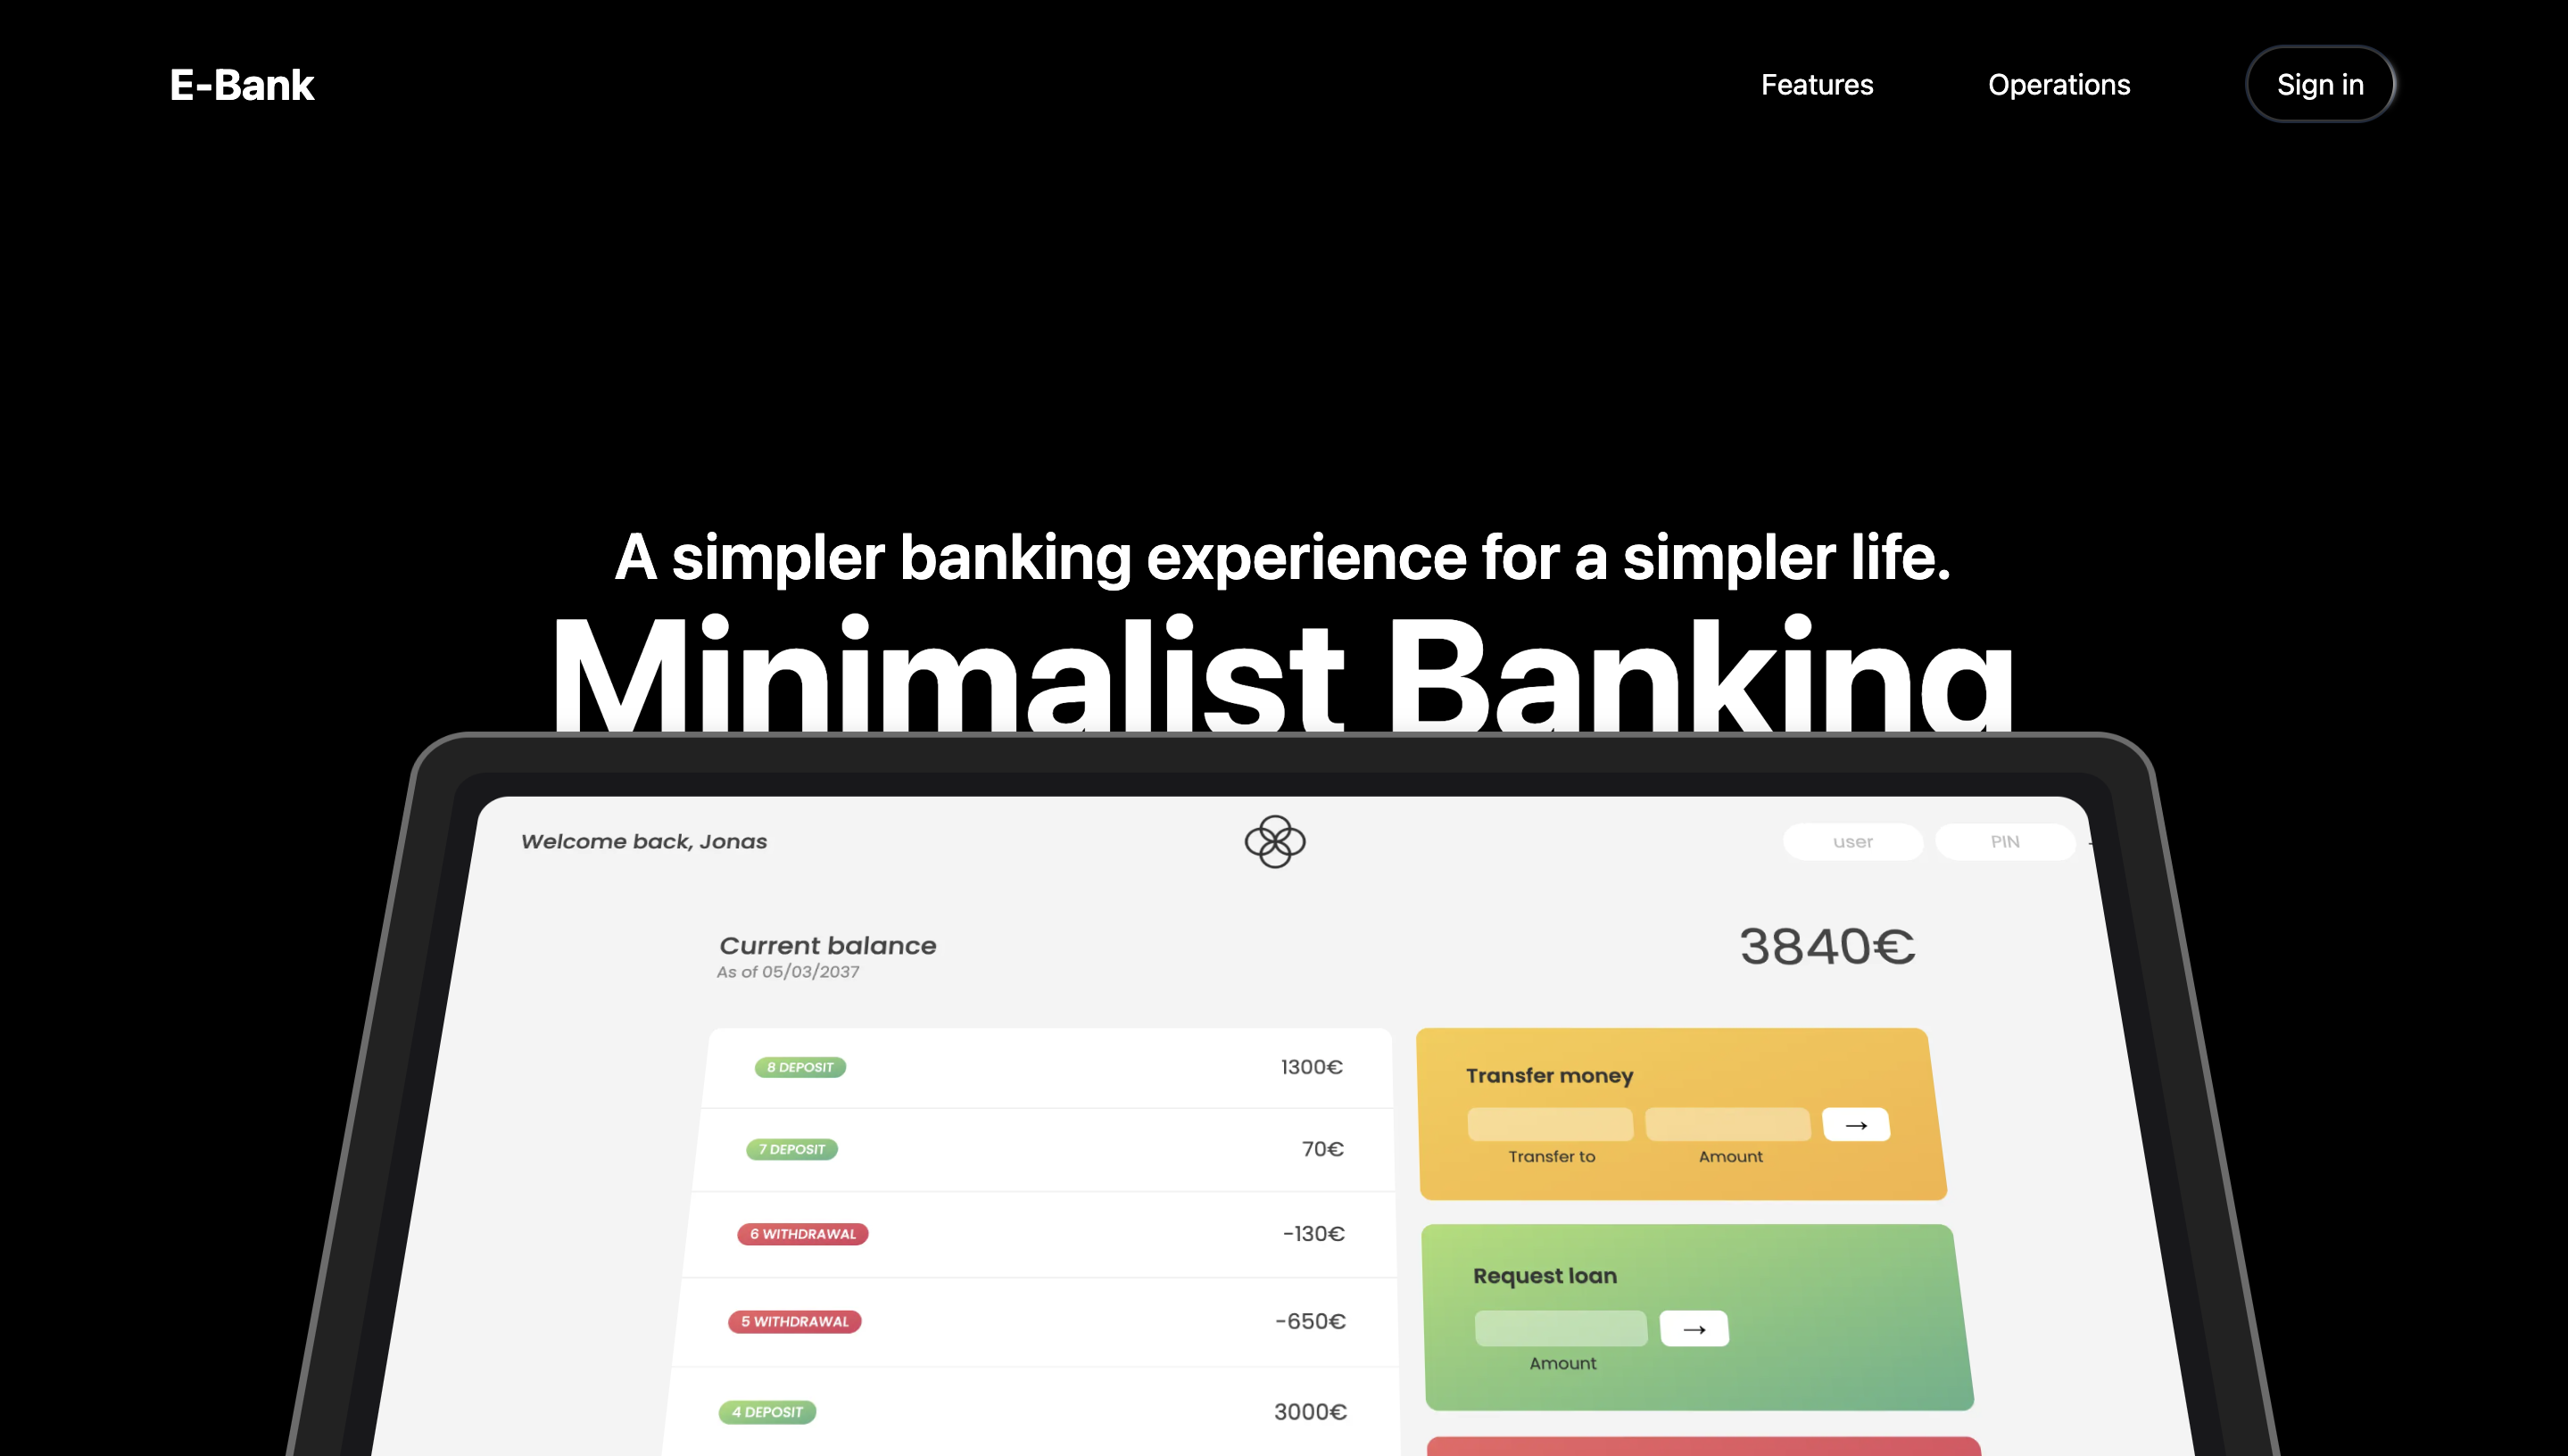 E-Bank
Features
Operations
Sign in
A simpler banking experience for a simpler life.
Minimalist Banking
Welcome back, Jonas
user
PIN
Current balance
As of 05/03/2037
3840€
8 DEPOSIT
1300€
7 DEPOSIT
70€
6 WITHDRAWAL
-130€
5 WITHDRAWAL
-650€
4 DEPOSIT
3000€
Transfer money
→
Transfer to
Amount
Request loan
→
Amount